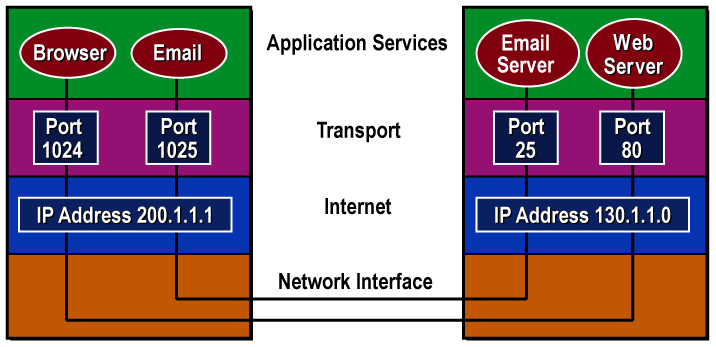 Browser
Email
Application Services
Email
Server
Web
Server
Port
1024
Port
1025
Transport
Port
25
Port
80
IP Address 200.1.1.1
Internet
IP Address 130.1.1.0
Network Interface